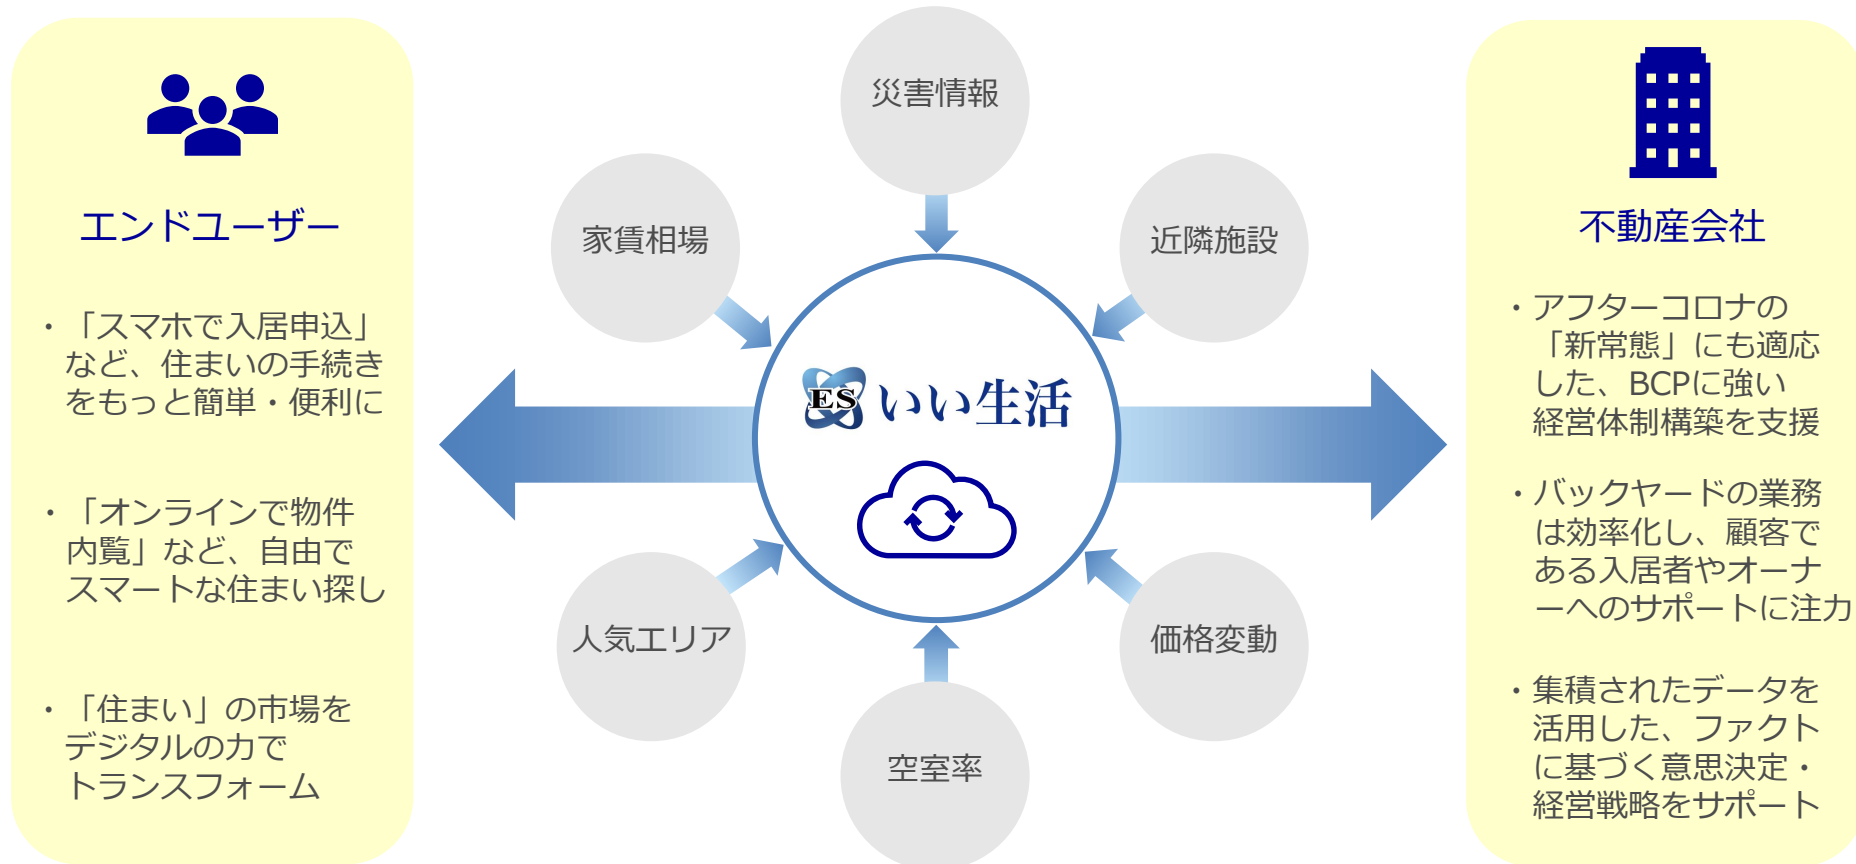 エンドユーザー
・「スマホで入居申込」
など、住まいの手続き
をもっと簡単・便利に
・「オンラインで物件
内覧」など、自由で
スマートな住まい探し
・「住まい」の市場を
デジタルの力で
トランスフォーム
災害情報
家賃相場
近隣施設
ES いい生活
人気エリア
価格変動
空室率
不動産会社
・アフターコロナの
「新常態」にも適応
した、BCPに強い
経営体制構築を支援
・バックヤードの業務
は効率化し、顧客で
ある入居者やオーナ
ーへのサポートに注力
・集積されたデータを
活用した、ファクト
に基づく意思決定・
経営戦略をサポート